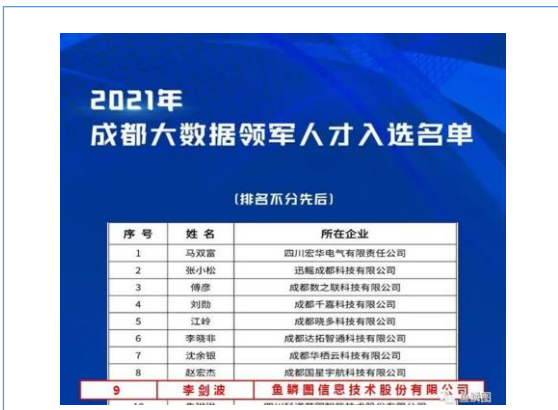 2021年
成都大数据领军人才入选名单
(排名不分先后)
序号 姓名 所在企业
1 马双富 四川宏华电气有限责任公司
2 张小松 迅鳐成都科技有限公司
3 傅彦 成都数之联科技有限公司
4 刘勋 成都千嘉科技有限公司
5 江岭 成都晓多科技有限公司
6 李晓非 成都达拓智通科技有限公司
7 沈余银 成都华栖云科技有限公司
8 赵宏杰 成都国星宇航科技有限公司
9 李剑波 鱼鳞图信息技术股份有限公司
鱼鳞图